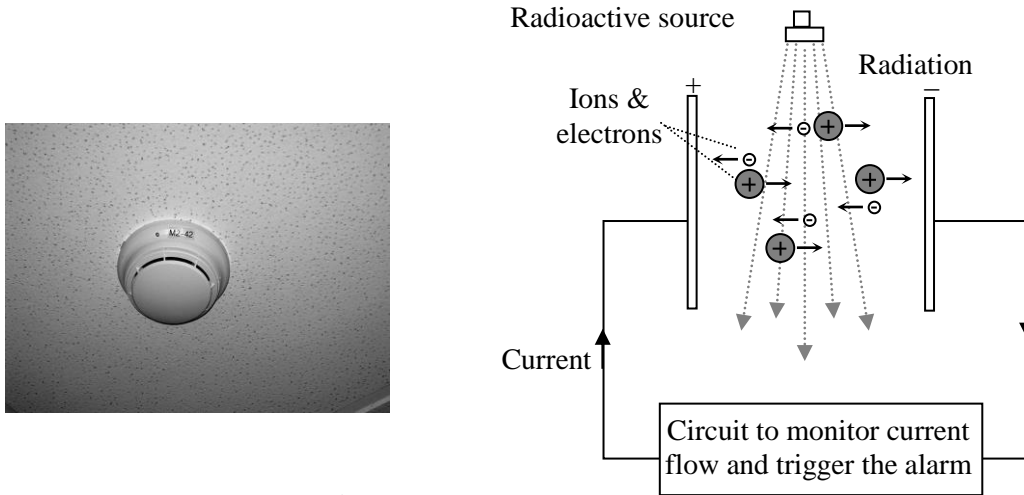 Radioactive source
Radiation
+
−
Ions &
electrons
+
+
+
+
−
−
−
−
Current
Circuit to monitor current
flow and trigger the alarm